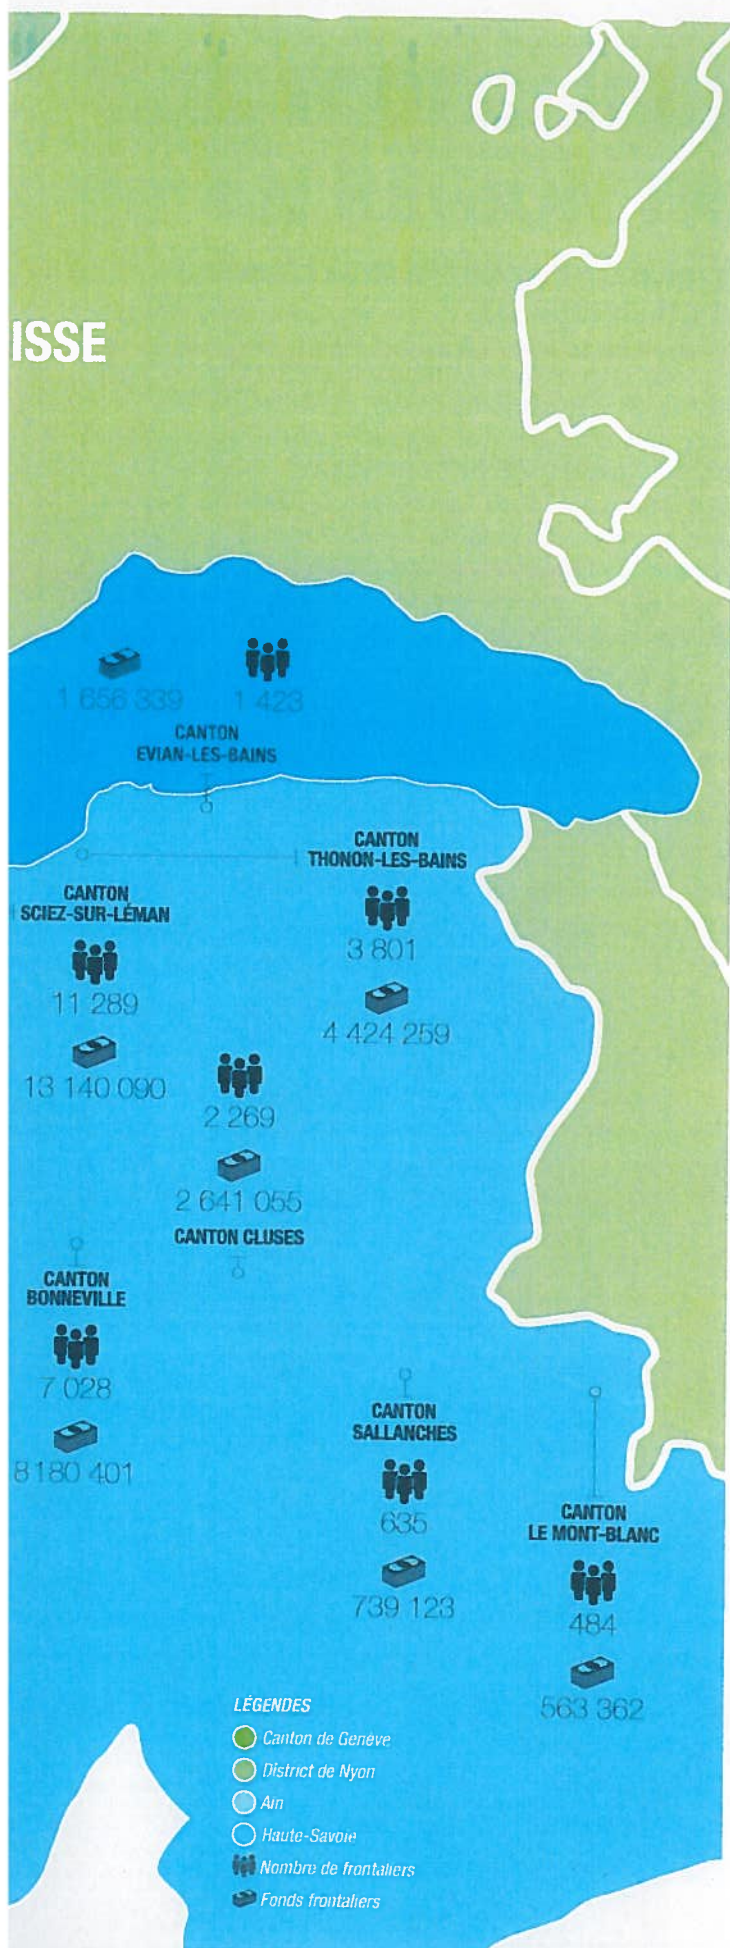 ISSE
1 656 339
1 423
CANTON
EVIAN-LES-BAINS
CANTON
THONON-LES-BAINS
3 801
4 424 259
CANTON
SCIEZ-SUR-LÉMAN
11 289
13 140 090
2 269
2 641 055
CANTON CLUSES
CANTON
BONNEVILLE
7 028
8 180 401
CANTON
SALLANCHES
635
739 123
CANTON
LE MONT-BLANC
484
563 362
LÉGENDES
Canton de Genève
District de Nyon
Ain
Haute-Savoie
Nombre de frontaliers
Fonds frontaliers